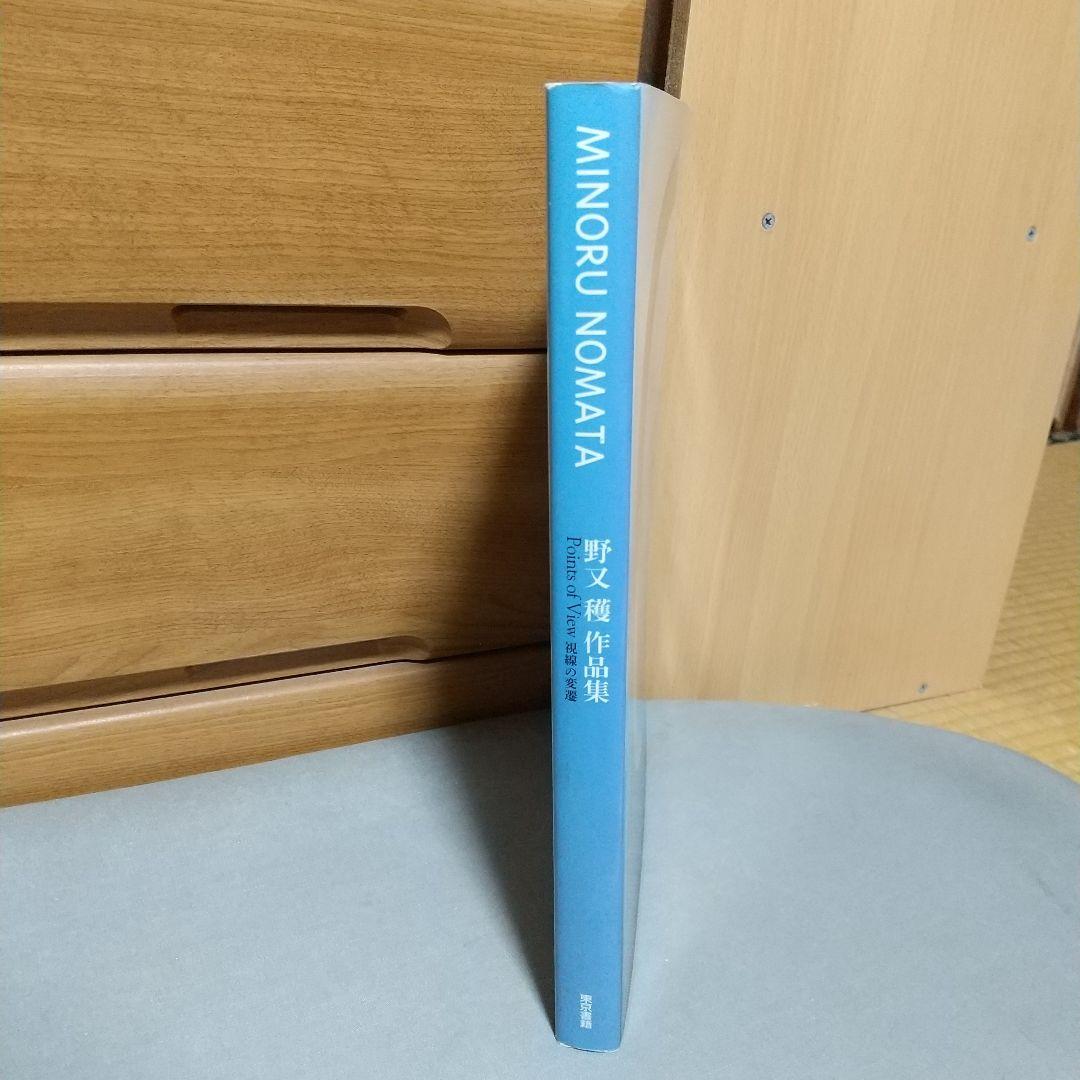 MINORU NOMATA
野又 穫 作品集
Points of View 視線の変遷
東京書籍